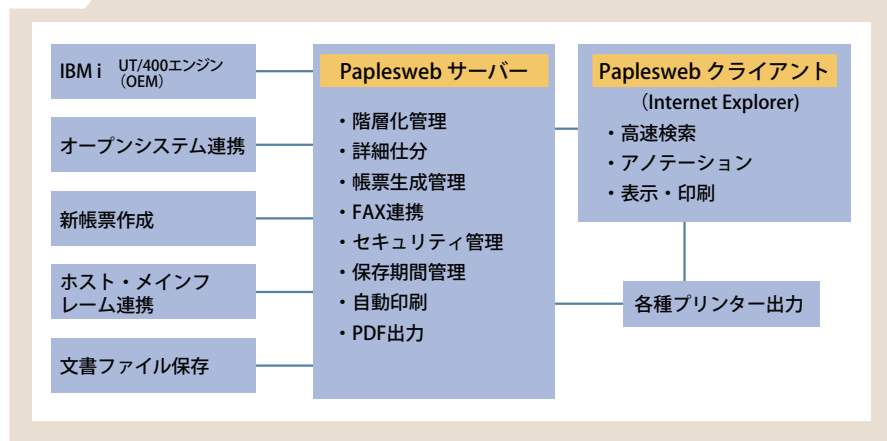 IBM i UT/400エンジン
（OEM）
オープンシステム連携
新帳票作成
ホスト・メインフ
レーム連携
文書ファイル保存
Paplesweb サーバー
・階層化管理
・詳細仕分
・帳票生成管理
・FAX連携
・セキュリティ管理
・保存期間管理
・自動印刷
・PDF出力
Paplesweb クライアント
（Internet Explorer)
・高速検索
・アノテーション
・表示・印刷
各種プリンター出力